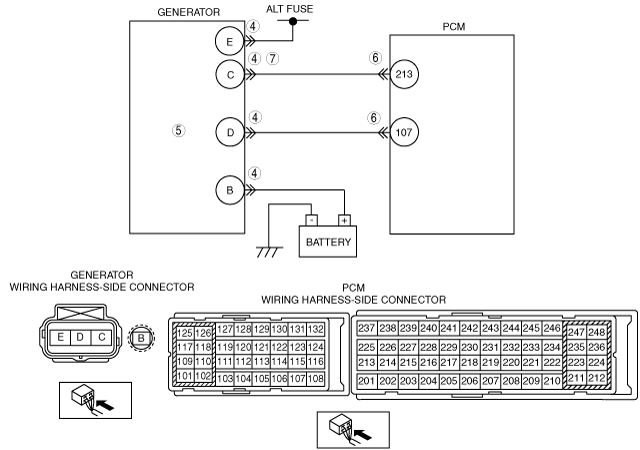 GENERATOR
ALT FUSE
PCM
E
4
C
4 7
6
213
5
D
4
6
107
B
4
- +
BATTERY
GENERATOR
WIRING HARNESS-SIDE CONNECTOR
E D C
B
PCM
WIRING HARNESS-SIDE CONNECTOR
125 126 127 128 129 130 131 132
117 118 119 120 121 122 123 124
109 110 111 112 113 114 115 116
101 102 103 104 105 106 107 108
237 238 239 240 241 242 243 244 245 246 247 248
225 226 227 228 229 230 231 232 233 234 235 236
213 214 215 216 217 218 219 220 221 222 223 224
201 202 203 204 205 206 207 208 209 210 211 212